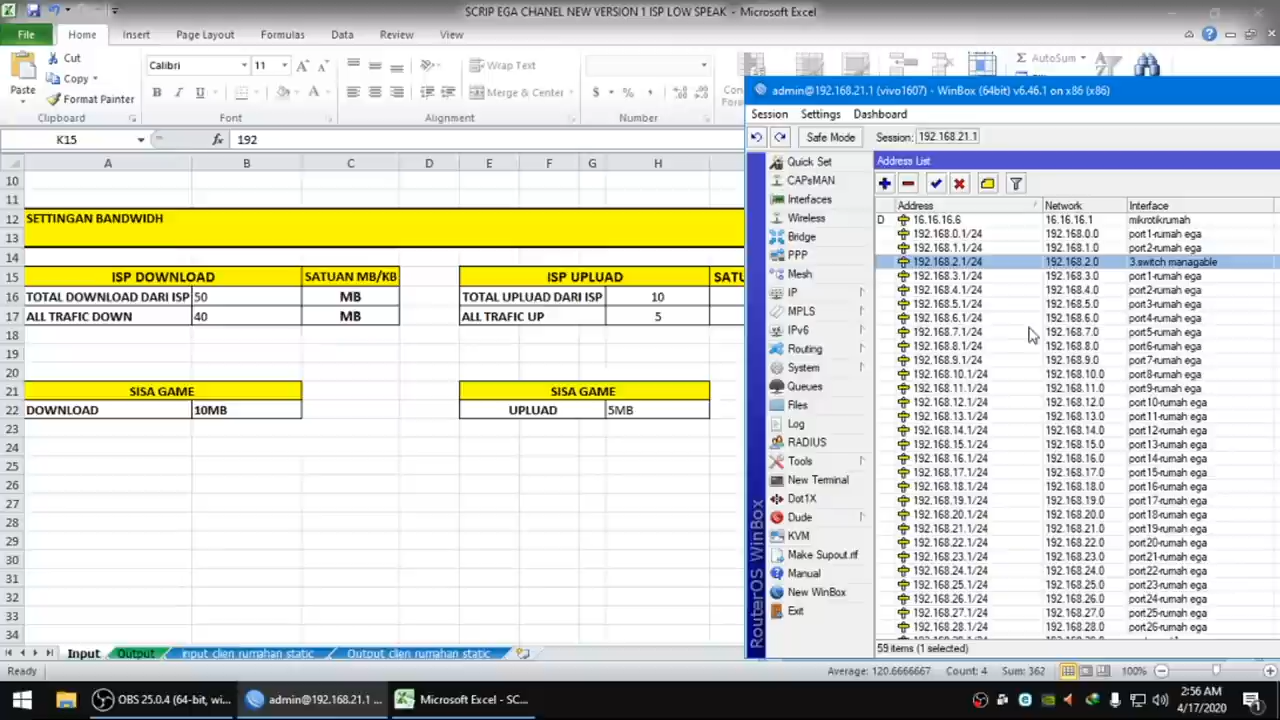 SCRIP EGA CHANEL NEW VERSION 1 ISP LOW SPEAK - Microsoft Excel
File Home Insert Page Layout Formulas Data Review View
Paste
Cut
Copy
Format Painter
Clipboard
Calibri 11
B I U
Font
Wrap Text
Merge & Center
Alignment
$ % ,
Number
AutoSum
K15 fx 192
A B C D E F G H
10
11
12 SETTINGAN BANDWIDH
13
14
15 ISP DOWNLOAD SATUAN MB/KB ISP UPLUAD SATU
16 TOTAL DOWNLOAD DARI ISP 50 MB TOTAL UPLUAD DARI ISP 10
17 ALL TRAFIC DOWN 40 MB ALL TRAFIC UP 5
18
19
20
21 SISA GAME SISA GAME
22 DOWNLOAD 10MB UPLUAD 5MB
23
24
25
26
27
28
29
30
31
32
33
34
Input Output input clien rumahan static Output clien rumahan static
Ready Average: 120.6666667 Count: 4 Sum: 362 100%
admin@192.168.21.1 (vivo1607) - WinBox (64bit) v6.46.1 on x86 (x86)
Session Settings Dashboard
Safe Mode Session: 192.168.21.1
RouterOS WinBox
Quick Set
CAPsMAN
Interfaces
Wireless
Bridge
PPP
Mesh
IP
MPLS
IPv6
Routing
System
Queues
Files
Log
RADIUS
Tools
New Terminal
Dot1X
Dude
KVM
Make Supout.rif
Manual
New WinBox
Exit
Address List
Address Network Interface
D 16.16.16.6 16.16.16.1 mikrotikrumah
192.168.0.1/24 192.168.0.0 port1-rumah ega
192.168.1.1/24 192.168.1.0 port2-rumah ega
192.168.2.1/24 192.168.2.0 3.switch managable
192.168.3.1/24 192.168.3.0 port1-rumah ega
192.168.4.1/24 192.168.4.0 port2-rumah ega
192.168.5.1/24 192.168.5.0 port3-rumah ega
192.168.6.1/24 192.168.6.0 port4-rumah ega
192.168.7.1/24 192.168.7.0 port5-rumah ega
192.168.8.1/24 192.168.8.0 port6-rumah ega
192.168.9.1/24 192.168.9.0 port7-rumah ega
192.168.10.1/24 192.168.10.0 port8-rumah ega
192.168.11.1/24 192.168.11.0 port9-rumah ega
192.168.12.1/24 192.168.12.0 port10-rumah ega
192.168.13.1/24 192.168.13.0 port11-rumah ega
192.168.14.1/24 192.168.14.0 port12-rumah ega
192.168.15.1/24 192.168.15.0 port13-rumah ega
192.168.16.1/24 192.168.16.0 port14-rumah ega
192.168.17.1/24 192.168.17.0 port15-rumah ega
192.168.18.1/24 192.168.18.0 port16-rumah ega
192.168.19.1/24 192.168.19.0 port17-rumah ega
192.168.20.1/24 192.168.20.0 port18-rumah ega
192.168.21.1/24 192.168.21.0 port19-rumah ega
192.168.22.1/24 192.168.22.0 port20-rumah ega
192.168.23.1/24 192.168.23.0 port21-rumah ega
192.168.24.1/24 192.168.24.0 port22-rumah ega
192.168.25.1/24 192.168.25.0 port23-rumah ega
192.168.26.1/24 192.168.26.0 port24-rumah ega
192.168.27.1/24 192.168.27.0 port25-rumah ega
192.168.28.1/24 192.168.28.0 port26-rumah ega
59 items (1 selected)
OBS 25.0.4 (64-bit, wi... admin@192.168.21.1 ... Microsoft Excel - SC...
2:56 AM
4/17/2020